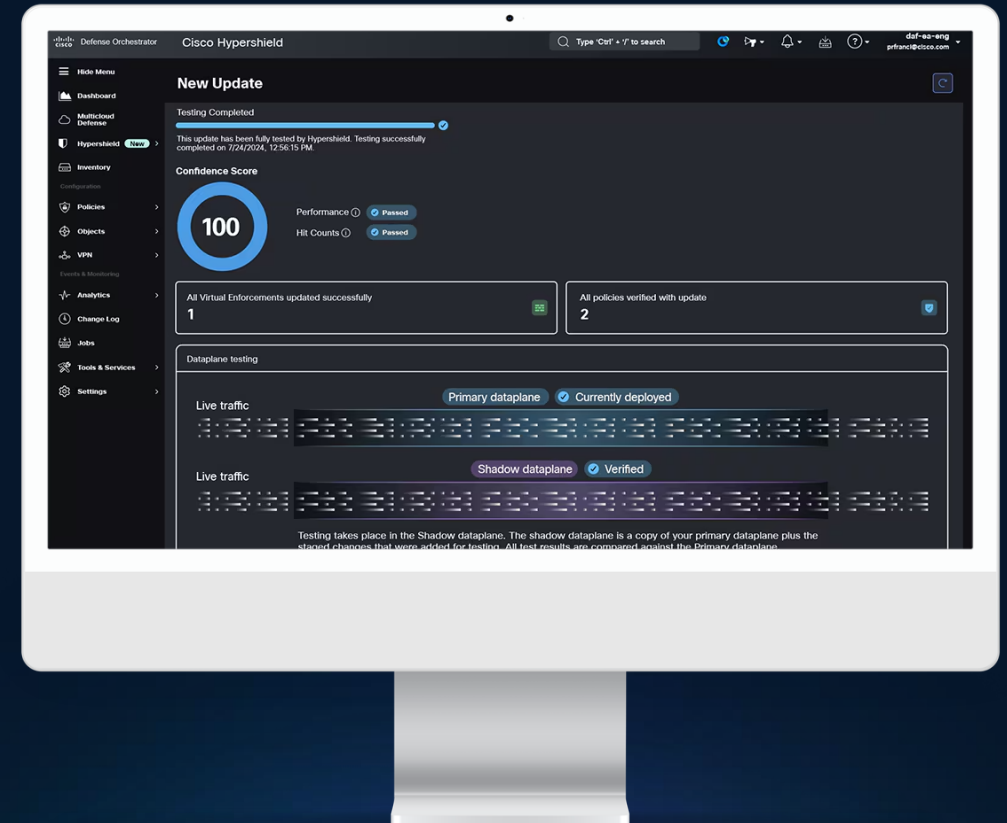 CISCO Defense Orchestrator
Cisco Hypershield
Type 'Ctrl' + '/' to search
?
daf-ea-eng
prfranci@cisco.com
Hide Menu
Dashboard
Multicloud
Defense
Hypershield New
Inventory
Configuration
Policies
Objects
VPN
Events & Monitoring
Analytics
Change Log
Jobs
Tools & Services
Settings
New Update
Testing Completed
This update has been fully tested by Hypershield. Testing successfully
completed on 7/24/2024, 12:56:15 PM.
Confidence Score
100
Performance Passed
Hit Counts Passed
All Virtual Enforcements updated successfully
1
All policies verified with update
2
Dataplane testing
Primary dataplane Currently deployed
Live traffic
Shadow dataplane Verified
Live traffic
Testing takes place in the Shadow dataplane. The shadow dataplane is a copy of your primary dataplane plus the
staged changes that were added for testing. All test results are compared against the Primary dataplane.